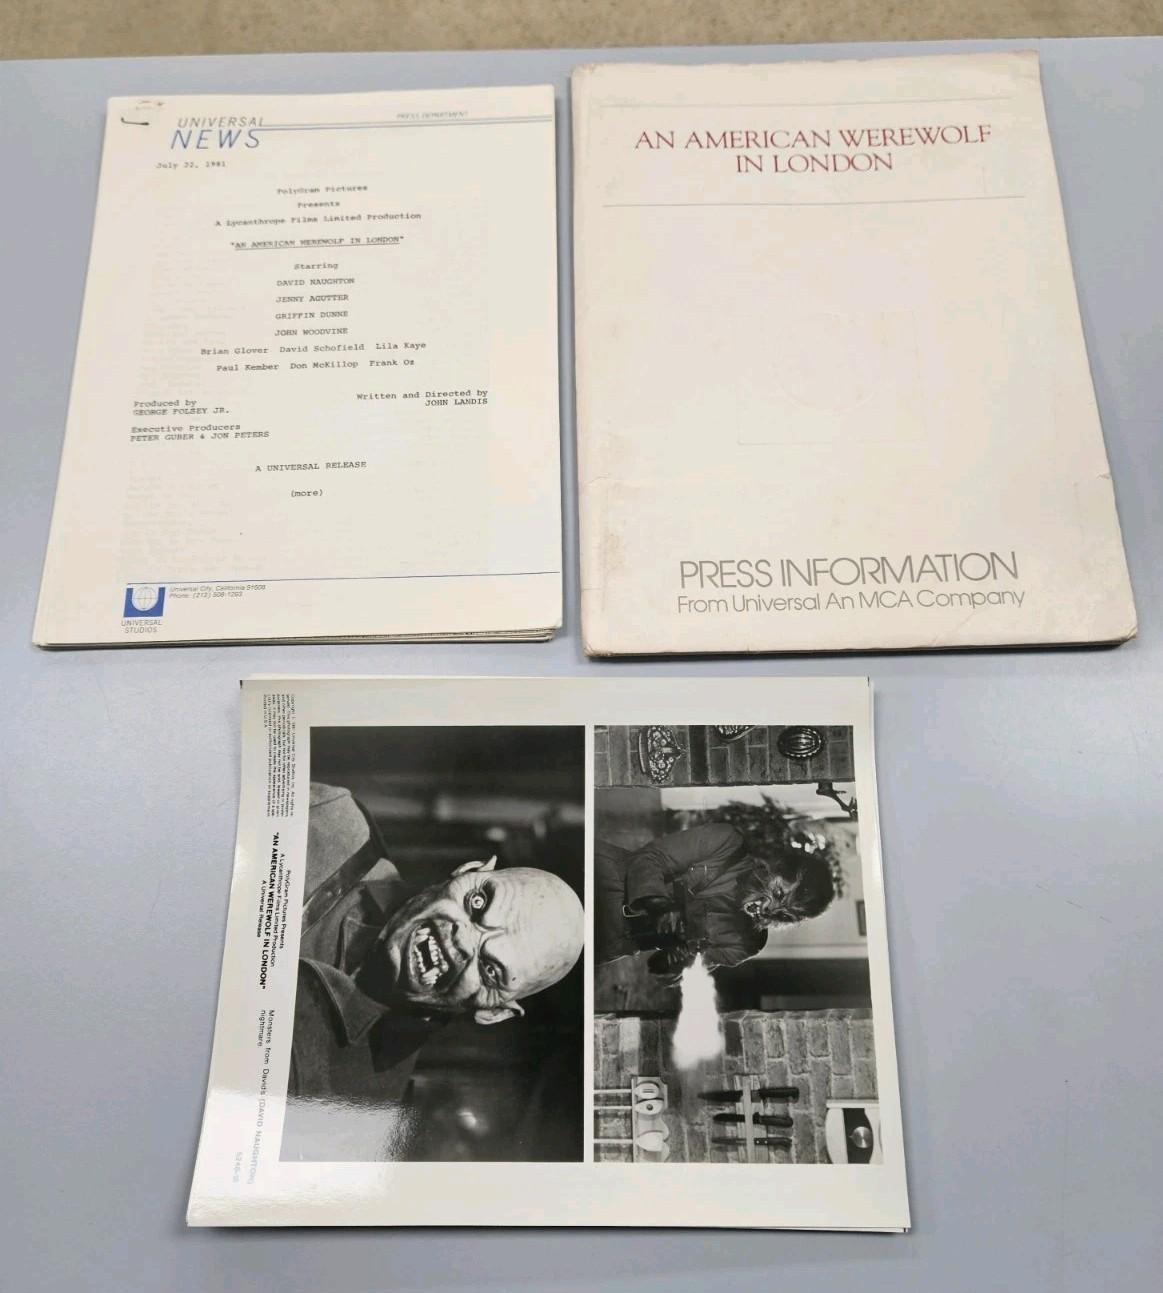 UNIVERSAL
NEWS
PRESS DEPARTMENT
July 22, 1981
PolyGram Pictures
Presents
A Lycanthrope Films Limited Production
"AN AMERICAN WEREWOLF IN LONDON"
Starring
DAVID NAUGHTON
JENNY AGUTTER
GRIFFIN DUNNE
JOHN WOODVINE
Brian Glover David Schofield Lila Kaye
Paul Kember Don McKillop Frank Oz
Produced by
GEORGE FOLSEY JR.
Written and Directed by
JOHN LANDIS
Executive Producers
PETER GUBER & JON PETERS
A UNIVERSAL RELEASE
(more)
UNIVERSAL
STUDIOS
Universal City, California 91608
Phone: (213) 508-1293
AN AMERICAN WEREWOLF
IN LONDON
PRESS INFORMATION
From Universal An MCA Company
PolyGram Pictures Presents
A Lycanthrope Films Limited Production
"AN AMERICAN WEREWOLF IN LONDON"
A Universal Release
Monsters from David's (DAVID NAUGHTON)
nightmare.